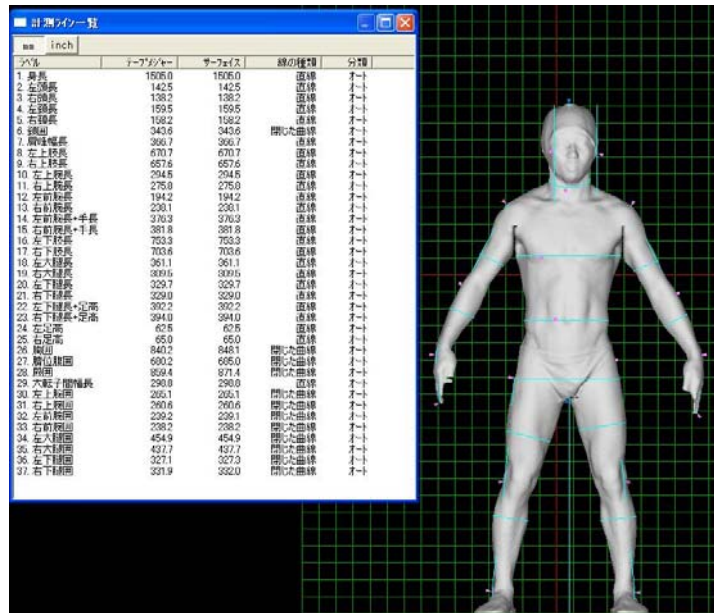 計測ライン一覧
mm inch
ラベル テープメジャー サーフェイス 線の種類 分類
1. 身長 1505.0 1505.0 直線 オート
2. 左頭長 142.5 142.5 直線 オート
3. 右頭長 138.2 138.2 直線 オート
4. 左頸長 159.5 159.5 直線 オート
5. 右頸長 158.2 158.2 直線 オート
6. 頸囲 343.6 343.6 閉じた曲線 オート
7. 肩峰幅長 366.7 366.7 直線 オート
8. 左上肢長 670.7 670.7 直線 オート
9. 右上肢長 657.6 657.6 直線 オート
10. 左上腕長 294.5 294.5 直線 オート
11. 右上腕長 275.8 275.8 直線 オート
12. 左前腕長 194.2 194.2 直線 オート
13. 右前腕長 238.1 238.1 直線 オート
14. 左前腕長+手長 376.3 376.3 直線 オート
15. 右前腕長+手長 381.8 381.8 直線 オート
16. 左下肢長 753.3 753.3 直線 オート
17. 右下肢長 703.6 703.6 直線 オート
18. 左大腿長 361.1 361.1 直線 オート
19. 右大腿長 309.5 309.5 直線 オート
20. 左下腿長 329.7 329.7 直線 オート
21. 右下腿長 329.0 329.0 直線 オート
22. 左下腿長+足高 392.2 392.2 直線 オート
23. 右下腿長+足高 394.0 394.0 直線 オート
24. 左足高 62.5 62.5 直線 オート
25. 右足高 65.0 65.0 直線 オート
26. 胸囲 840.2 848.1 閉じた曲線 オート
27. 臍位腹囲 680.2 685.0 閉じた曲線 オート
28. 殿囲 859.4 871.4 閉じた曲線 オート
29. 大転子間幅長 298.8 298.8 直線 オート
30. 左上腕囲 265.1 265.1 閉じた曲線 オート
31. 右上腕囲 260.6 260.6 閉じた曲線 オート
32. 左前腕囲 239.2 239.1 閉じた曲線 オート
33. 右前腕囲 238.2 238.2 閉じた曲線 オート
34. 左大腿囲 454.9 454.9 閉じた曲線 オート
35. 右大腿囲 437.7 437.7 閉じた曲線 オート
36. 左下腿囲 327.1 327.3 閉じた曲線 オート
37. 右下腿囲 331.9 332.0 閉じた曲線 オート